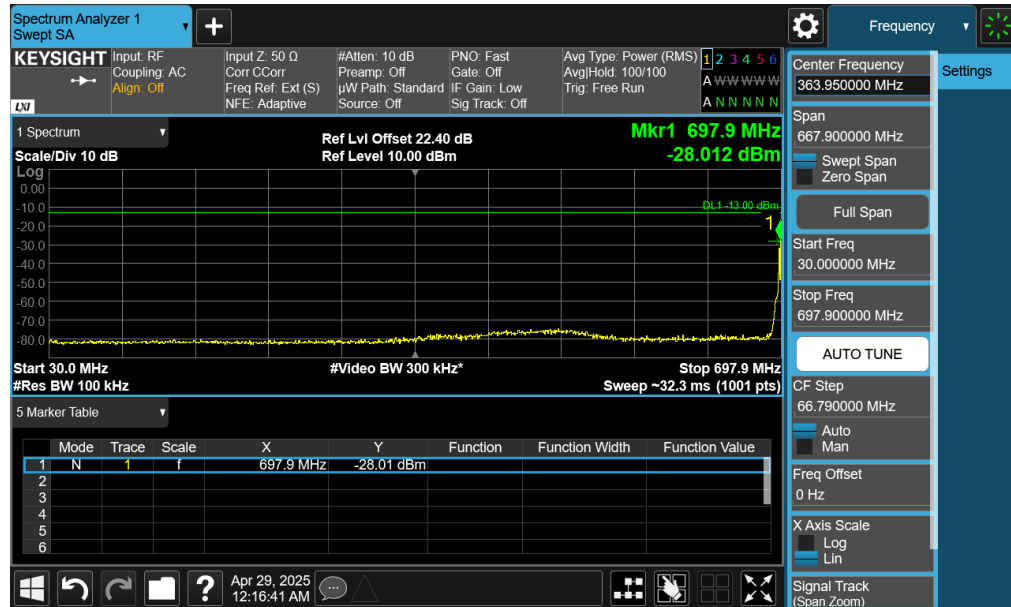 Spectrum Analyzer 1
Swept SA
+
Frequency
KEYSIGHT
LXI
Input: RF
Coupling: AC
Align: Off
Input Z: 50 Ω
Corr CCorr
Freq Ref: Ext (S)
NFE: Adaptive
#Atten: 10 dB
Preamp: Off
µW Path: Standard
Source: Off
PNO: Fast
Gate: Off
IF Gain: Low
Sig Track: Off
Avg Type: Power (RMS)
Avg|Hold: 100/100
Trig: Free Run
1 2 3 4 5 6
A W W W W W
A N N N N N
1 Spectrum
Scale/Div 10 dB
Ref Lvl Offset 22.40 dB
Ref Level 10.00 dBm
Mkr1 697.9 MHz
-28.012 dBm
Log
0.00
-10.0
-20.0
-30.0
-40.0
-50.0
-60.0
-70.0
-80.0
DL1 -13.00 dBm
1
Start 30.0 MHz
#Res BW 100 kHz
#Video BW 300 kHz*
Stop 697.9 MHz
Sweep ~32.3 ms (1001 pts)
5 Marker Table
Mode Trace Scale X Y Function Function Width Function Value
1 N 1 f 697.9 MHz -28.01 dBm
2
3
4
5
6
?
Apr 29, 2025
12:16:41 AM
Center Frequency
363.950000 MHz
Span
667.900000 MHz
Swept Span
Zero Span
Full Span
Start Freq
30.000000 MHz
Stop Freq
697.900000 MHz
AUTO TUNE
CF Step
66.790000 MHz
Auto
Man
Freq Offset
0 Hz
X Axis Scale
Log
Lin
Signal Track
(Span Zoom)
Settings